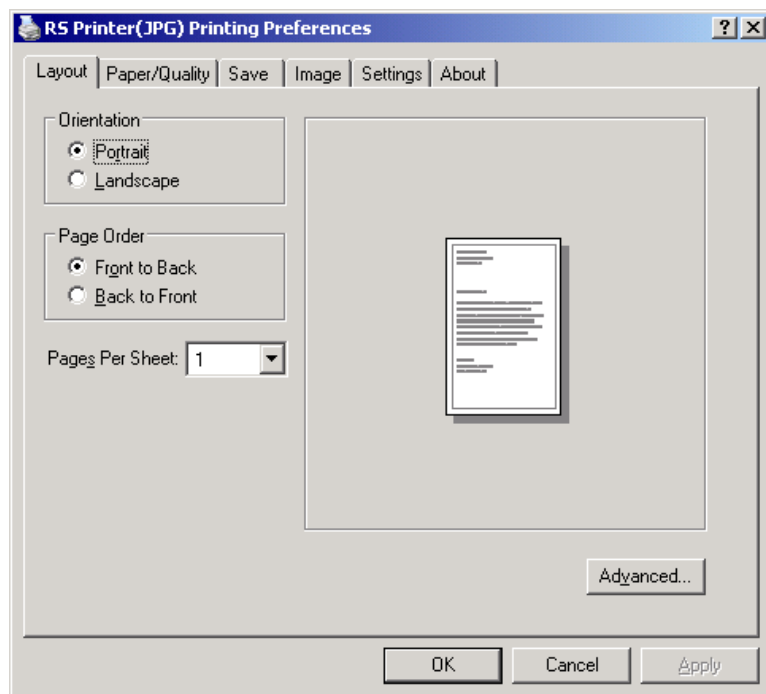 RS Printer(JPG) Printing Preferences
Layout Paper/Quality Save Image Settings About
Orientation
Portrait
Landscape
Page Order
Front to Back
Back to Front
Pages Per Sheet: 1
Advanced...
OK Cancel Apply